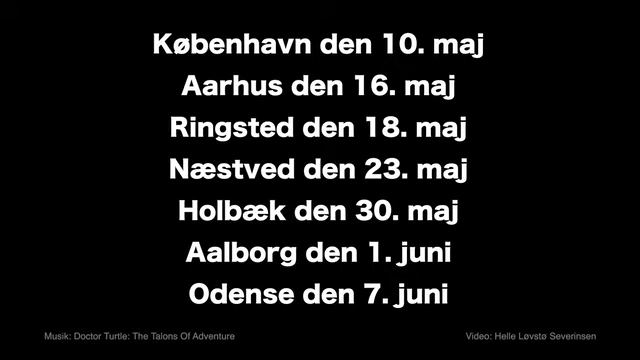 København den 10. maj
Aarhus den 16. maj
Ringsted den 18. maj
Næstved den 23. maj
Holbæk den 30. maj
Aalborg den 1. juni
Odense den 7. juni
Musik: Doctor Turtle: The Talons Of Adventure
Video: Helle Løvstø Severinsen